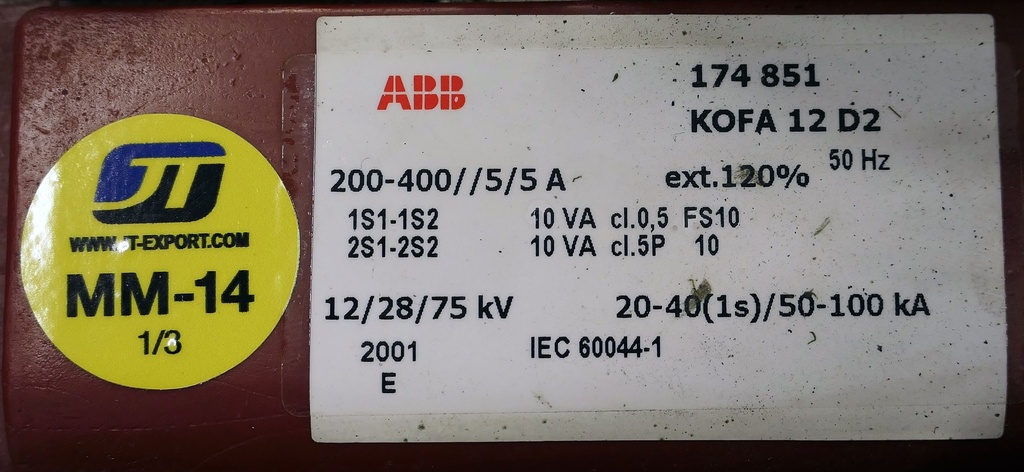 JT
WWW.JT-EXPORT.COM
MM-14
1/3
ABB
174 851
KOFA 12 D2
200-400//5/5 A
ext.120%
50 Hz
1S1-1S2 10 VA cl.0,5 FS10
2S1-2S2 10 VA cl.5P 10
12/28/75 kV 20-40(1s)/50-100 kA
2001 IEC 60044-1
E